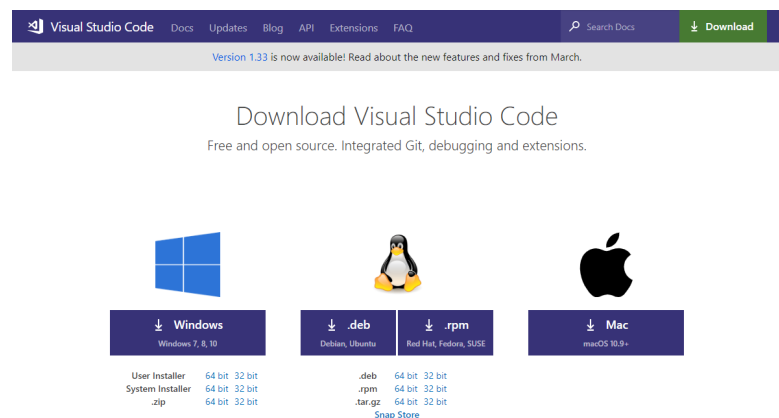 Visual Studio Code Docs Updates Blog API Extensions FAQ Search Docs Download
Version 1.33 is now available! Read about the new features and fixes from March.
Download Visual Studio Code
Free and open source. Integrated Git, debugging and extensions.
Windows
Windows 7, 8, 10
.deb
Debian, Ubuntu
.rpm
Red Hat, Fedora, SUSE
Mac
macOS 10.9+
User Installer 64 bit 32 bit
System Installer 64 bit 32 bit
.zip 64 bit 32 bit
.deb 64 bit 32 bit
.rpm 64 bit 32 bit
.tar.gz 64 bit 32 bit
Snap Store